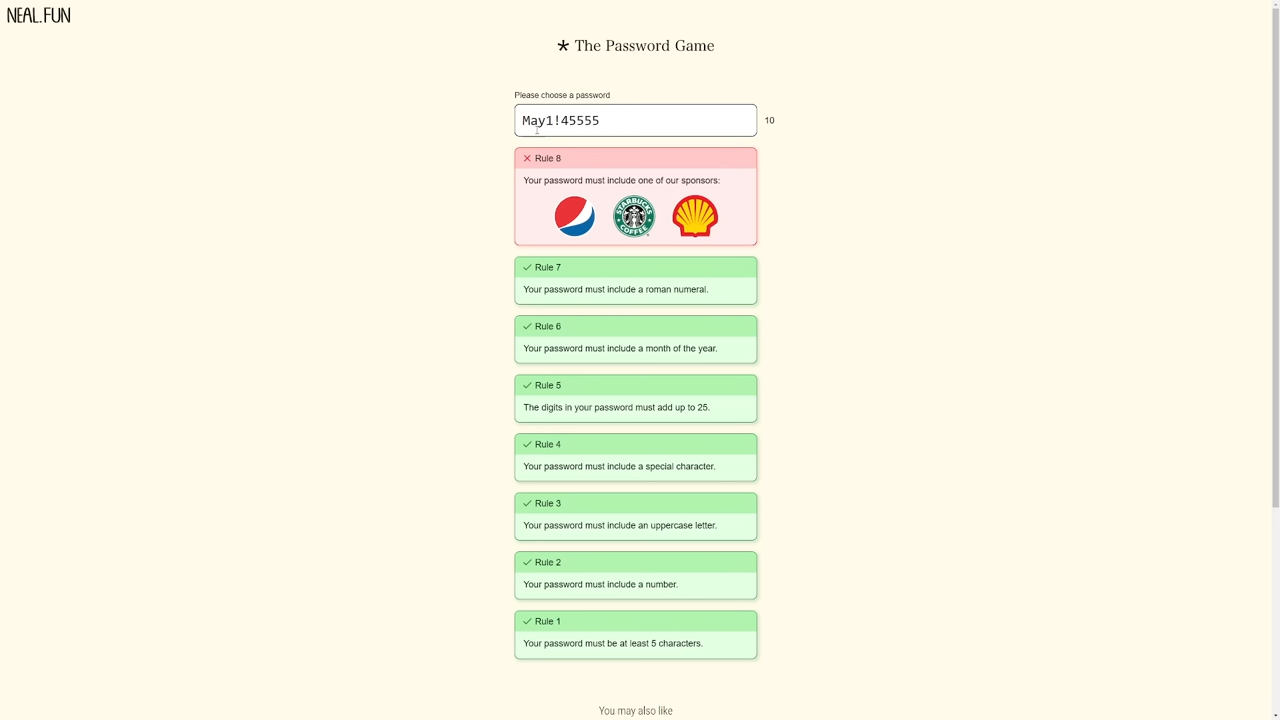 NEAL.FUN
* The Password Game
Please choose a password
May1!45555
10
Rule 8
Your password must include one of our sponsors:
STARBUCKS
COFFEE
Rule 7
Your password must include a roman numeral.
Rule 6
Your password must include a month of the year.
Rule 5
The digits in your password must add up to 25.
Rule 4
Your password must include a special character.
Rule 3
Your password must include an uppercase letter.
Rule 2
Your password must include a number.
Rule 1
Your password must be at least 5 characters.
You may also like